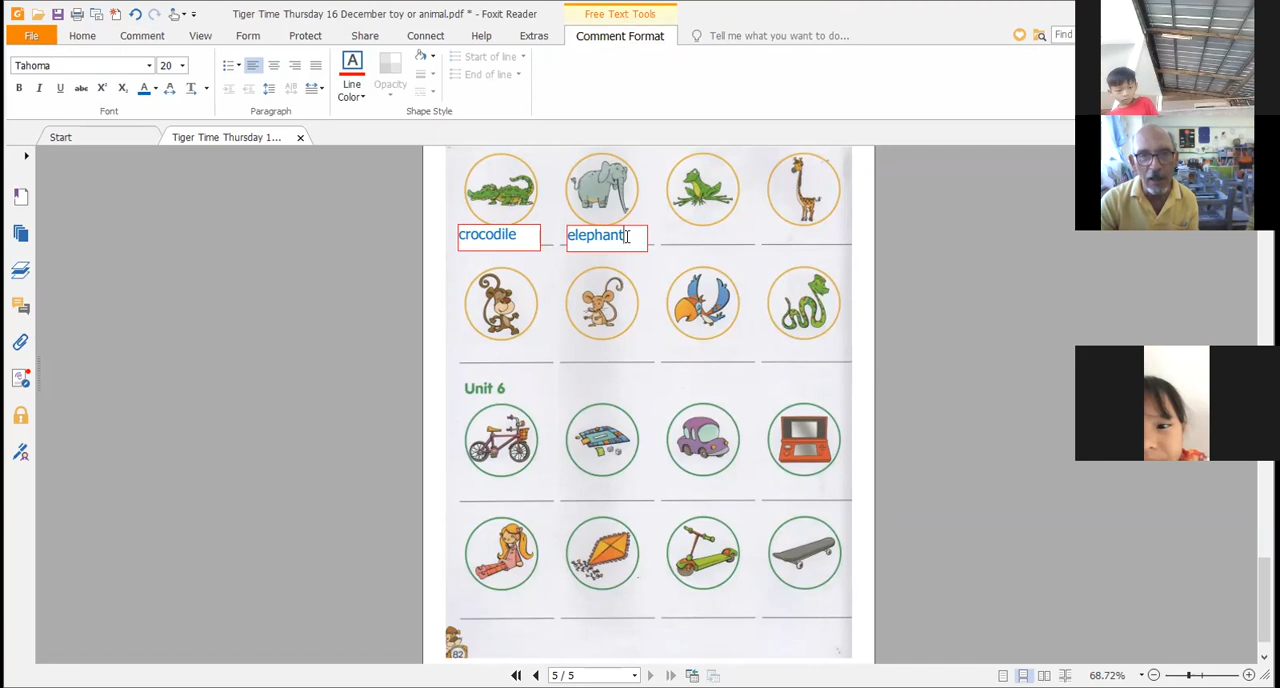 Tiger Time Thursday 16 December toy or animal.pdf * - Foxit Reader
Free Text Tools
File Home Comment View Form Protect Share Connect Help Extras Comment Format Tell me what you want to do... Find
Tahoma 20
Start of line
End of line
B I U abc X² X₂ A A T
Line Color
Opacity
Font Paragraph Shape Style
Start Tiger Time Thursday 1...
crocodile elephant
Unit 6
82
5 / 5 68.72%